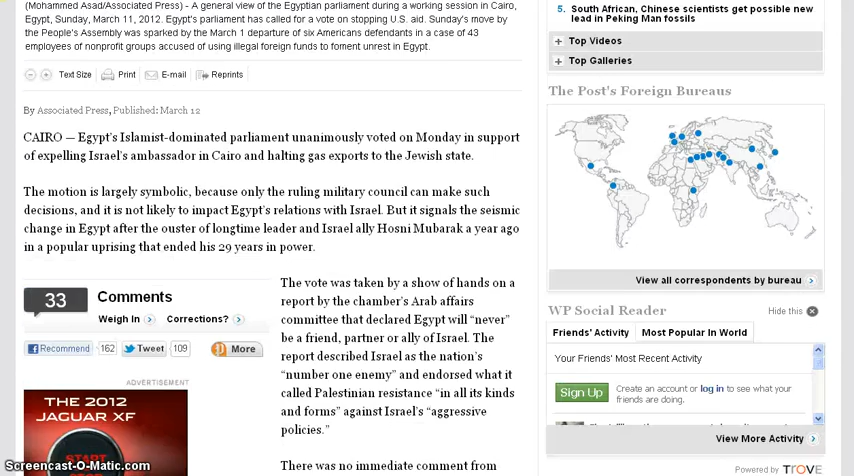 (Mohammed Asad/Associated Press) - A general view of the Egyptian parliament during a working session in Cairo,
Egypt, Sunday, March 11, 2012. Egypt's parliament has called for a vote on stopping U.S. aid. Sunday's move by
the People's Assembly was sparked by the March 1 departure of six Americans defendants in a case of 43
employees of nonprofit groups accused of using illegal foreign funds to foment unrest in Egypt.
Text Size Print E-mail Reprints
By Associated Press, Published: March 12
CAIRO — Egypt's Islamist-dominated parliament unanimously voted on Monday in support
of expelling Israel's ambassador in Cairo and halting gas exports to the Jewish state.
The motion is largely symbolic, because only the ruling military council can make such
decisions, and it is not likely to impact Egypt's relations with Israel. But it signals the seismic
change in Egypt after the ouster of longtime leader and Israel ally Hosni Mubarak a year ago
in a popular uprising that ended his 29 years in power.
33 Comments
Weigh In Corrections?
Recommend 162 Tweet 109 More
ADVERTISEMENT
THE 2012
JAGUAR XF
START
The vote was taken by a show of hands on a
report by the chamber's Arab affairs
committee that declared Egypt will “never”
be a friend, partner or ally of Israel. The
report described Israel as the nation's
“number one enemy” and endorsed what it
called Palestinian resistance “in all its kinds
and forms” against Israel's “aggressive
policies.”
There was no immediate comment from
5. South African, Chinese scientists get possible new
lead in Peking Man fossils
Top Videos
Top Galleries
The Post's Foreign Bureaus
View all correspondents by bureau
WP Social Reader Hide this
Friends' Activity Most Popular In World
Your Friends' Most Recent Activity
Sign Up Create an account or log in to see what your
friends are doing.
View More Activity
Powered by TROVE
Screencast-O-Matic.com